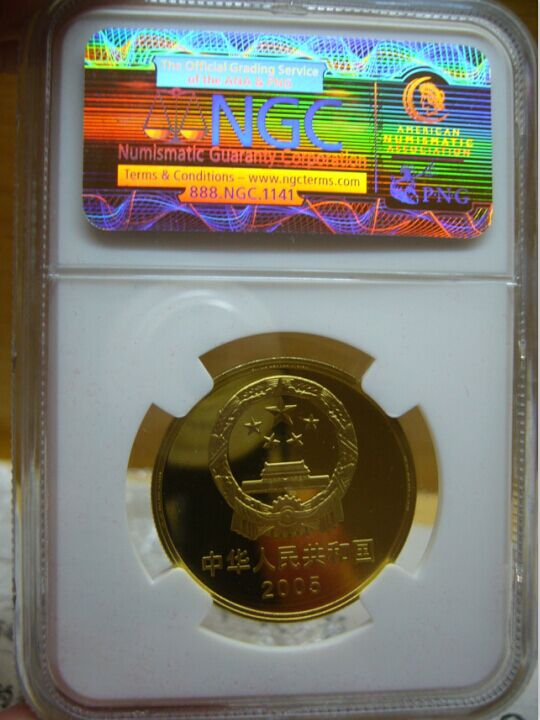 The Official Grading Service
of the ANA & PNG
NGC
Numismatic Guaranty Corporation
Terms & Conditions – www.ngcterms.com
888.NGC.1141
AMERICAN
NUMISMATIC
ASSOCIATION
PNG
中华人民共和国
2005